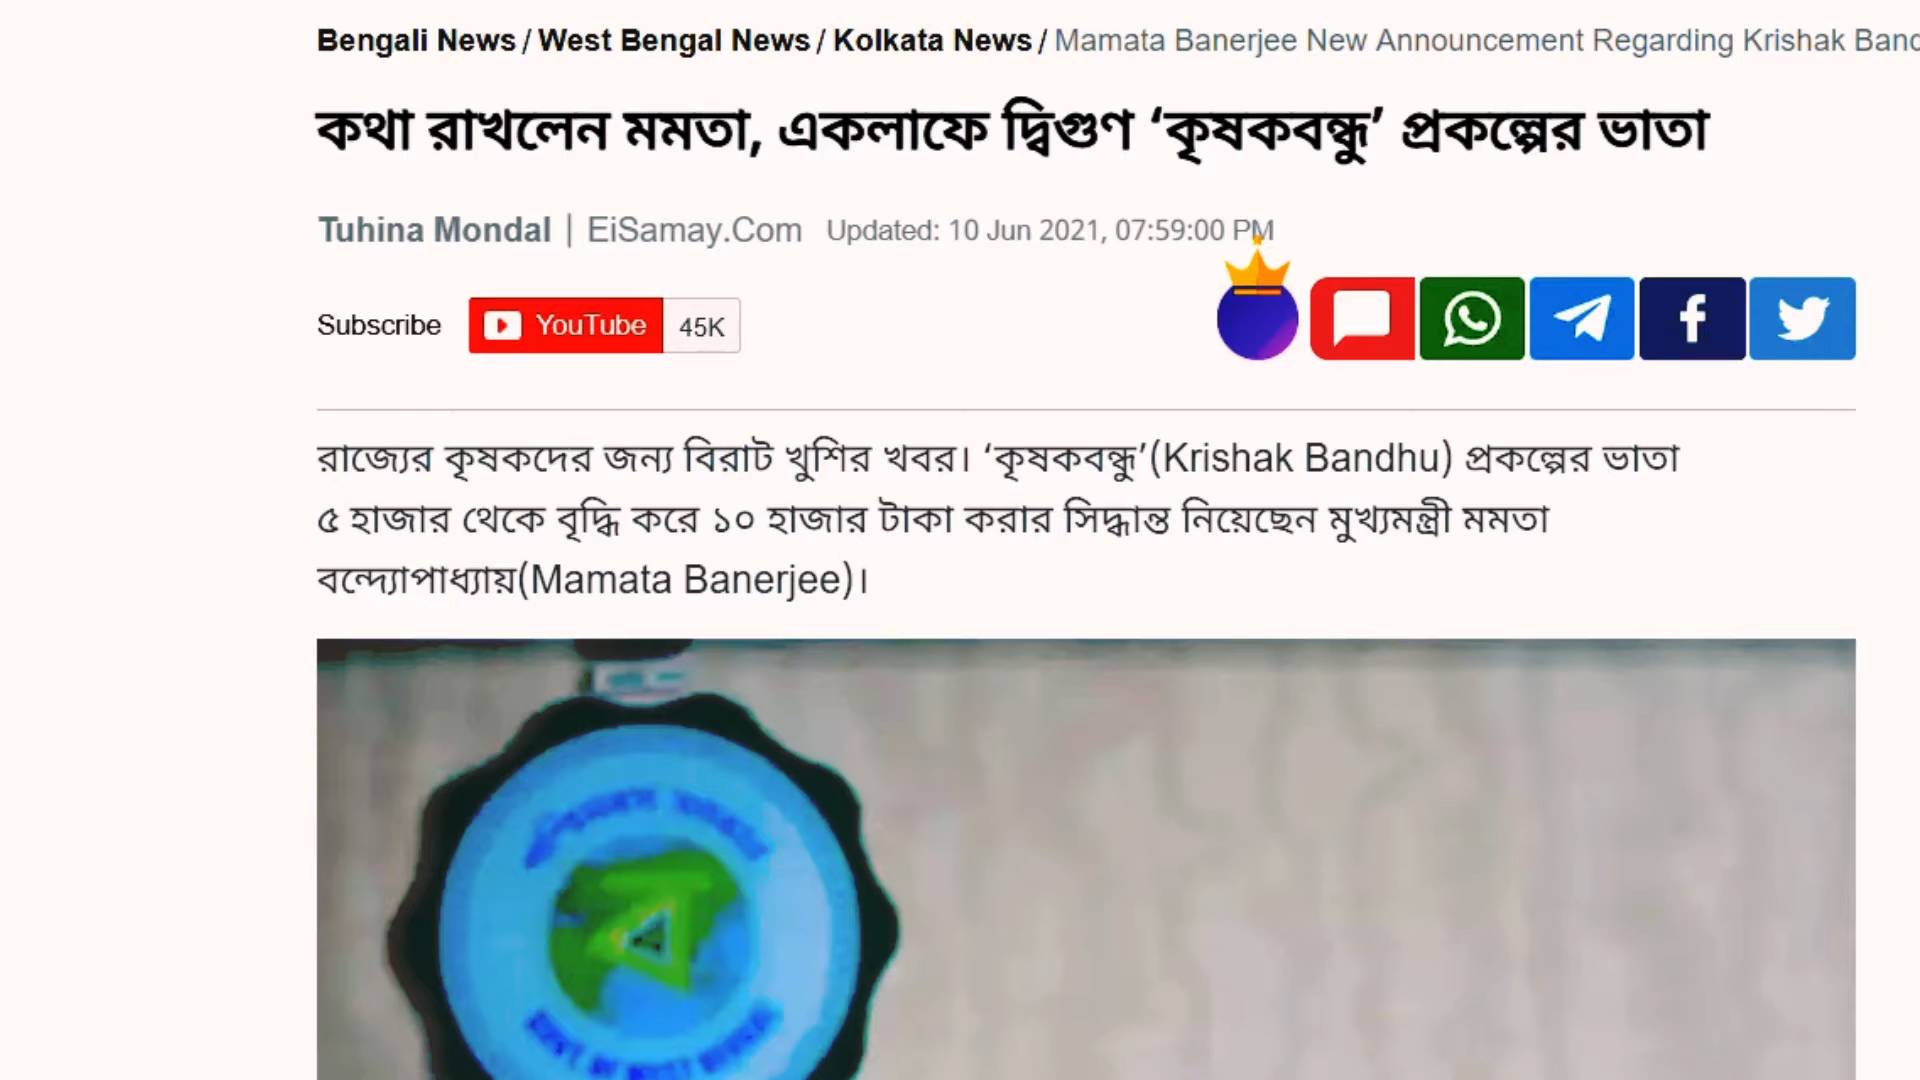 Bengali News / West Bengal News / Kolkata News / Mamata Banerjee New Announcement Regarding Krishak Band
কথা রাখলেন মমতা, একলাফে দ্বিগুণ ‘কৃষকবন্ধু’ প্রকল্পের ভাতা
Tuhina Mondal | EiSamay.Com Updated: 10 Jun 2021, 07:59:00 PM
Subscribe YouTube 45K
রাজ্যের কৃষকদের জন্য বিরাট খুশির খবর। ‘কৃষকবন্ধু’(Krishak Bandhu) প্রকল্পের ভাতা
৫ হাজার থেকে বৃদ্ধি করে ১০ হাজার টাকা করার সিদ্ধান্ত নিয়েছেন মুখ্যমন্ত্রী মমতা
বন্দ্যোপাধ্যায়(Mamata Banerjee)।